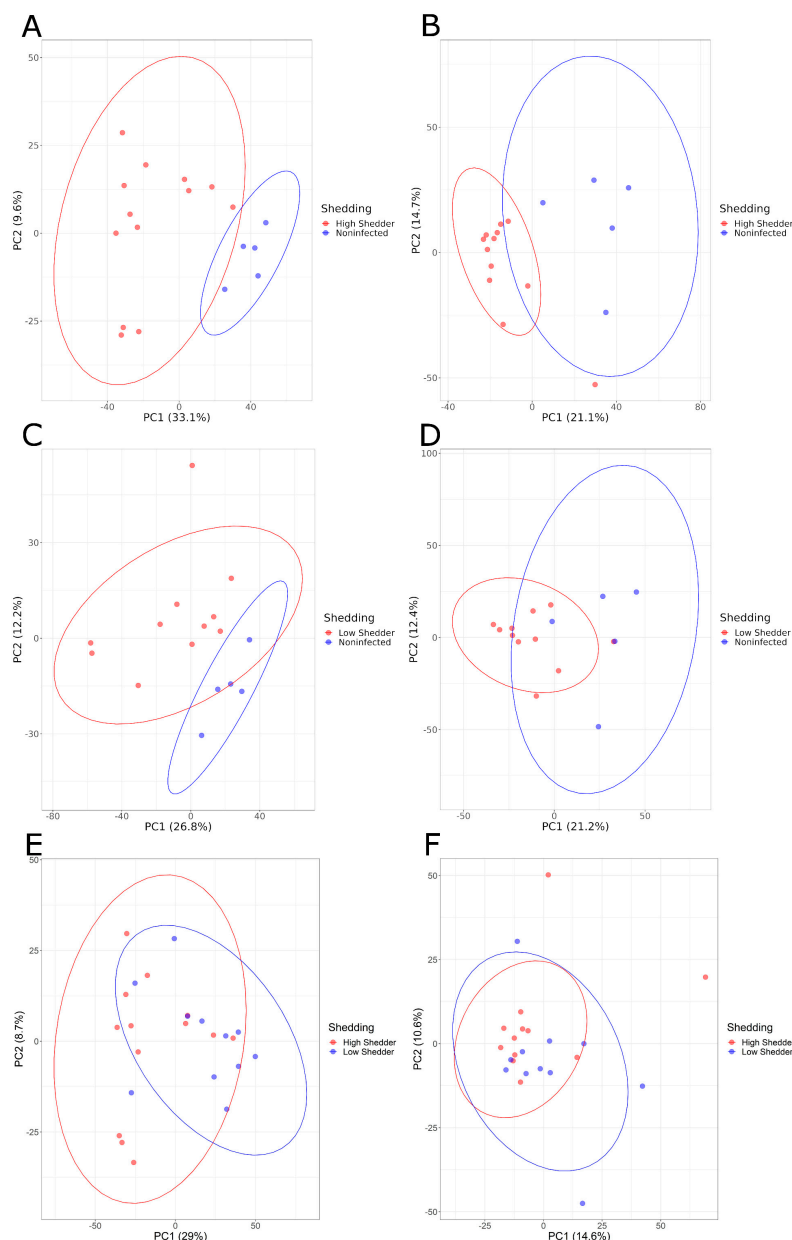 A
50
25
0
-25
PC2 (9.6%)
-40
0
40
PC1 (33.1%)
Shedding
High Shedder
Noninfected
B
50
0
-50
PC2 (14.7%)
-40
0
40
80
PC1 (21.1%)
Shedding
High Shedder
Noninfected
C
30
0
-30
PC2 (12.2%)
-80
-40
0
40
PC1 (26.8%)
Shedding
Low Shedder
Noninfected
D
100
50
0
-50
PC2 (12.4%)
-50
0
50
PC1 (21.2%)
Shedding
Low Shedder
Noninfected
E
50
25
0
-25
PC2 (8.7%)
-50
0
50
PC1 (29%)
Shedding
High Shedder
Low Shedder
F
50
25
0
-25
-50
PC2 (10.6%)
-25
0
25
50
PC1 (14.6%)
Shedding
High Shedder
Low Shedder